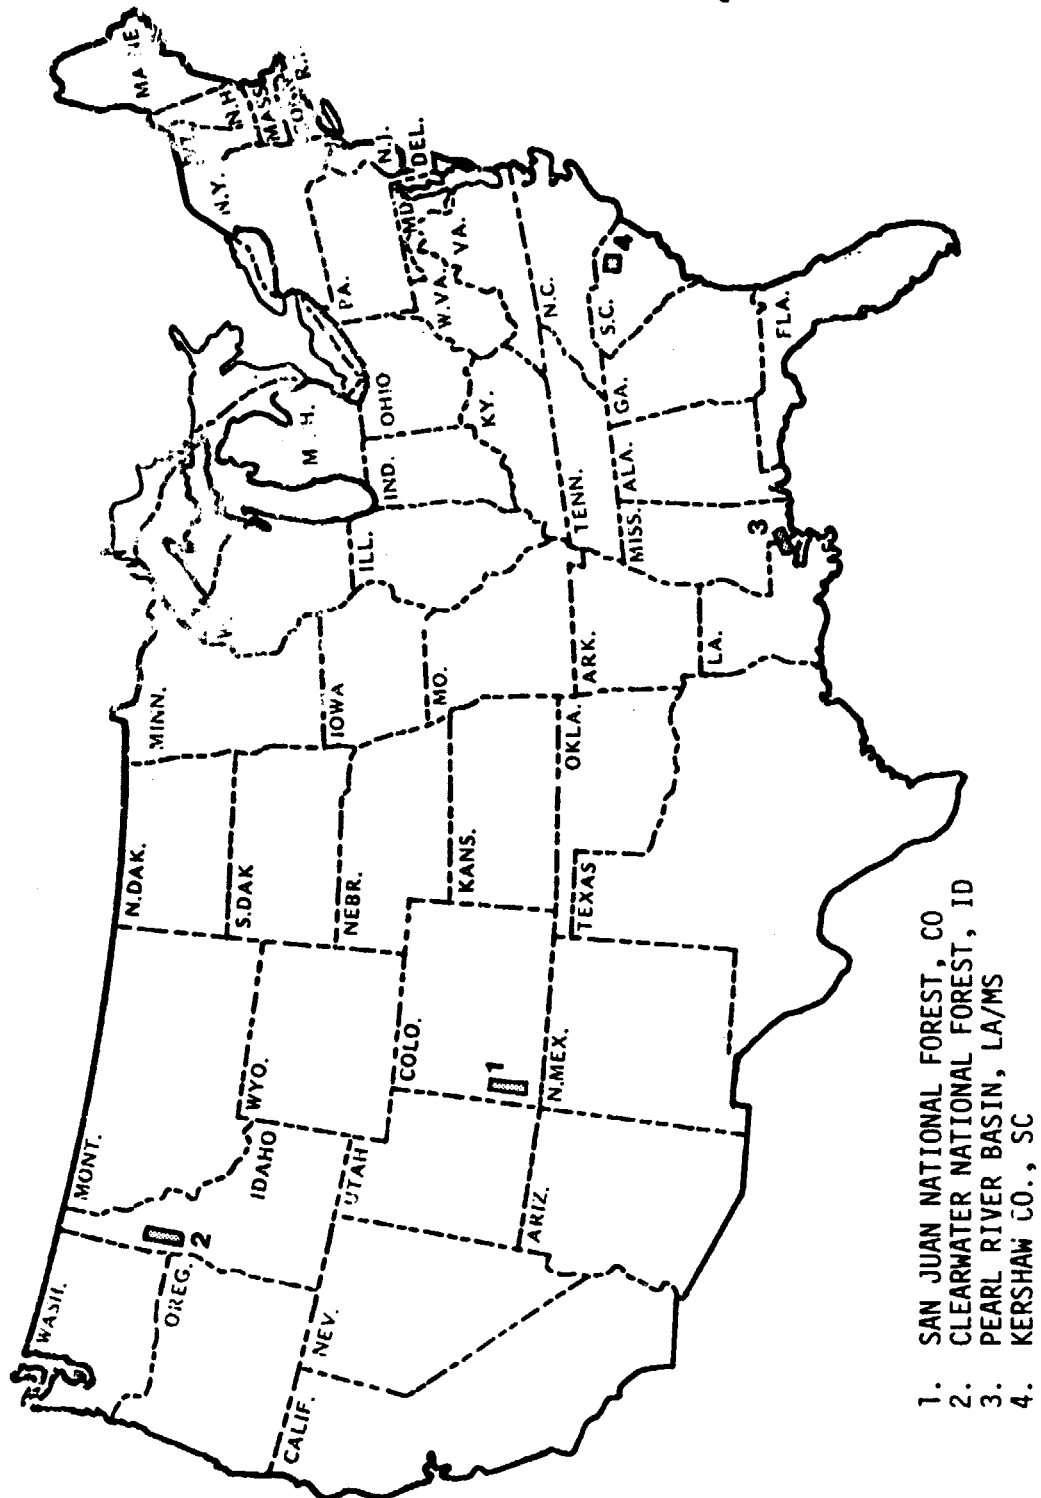 WASH.
MONT.
N.DAK.
MINN.
OREG.
IDAHO
WYO.
S.DAK
IOWA
NEBR.
CALIF.
NEV.
UTAH
COLO.
KANS.
MO.
ILL.
IND.
OHIO
PA.
N.Y.
N.H.
MASS
N.J.
DEL.
MD.
W.VA.
VA.
KY.
ARIZ.
N.MEX.
TEXAS
OKLA.
ARK.
TENN.
N.C.
S.C.
LA.
MISS.
ALA.
GA.
FLA.
1
2
3
4
1. SAN JUAN NATIONAL FOREST, CO
2. CLEARWATER NATIONAL FOREST, ID
3. PEARL RIVER BASIN, LA/MS
4. KERSHAW CO., SC